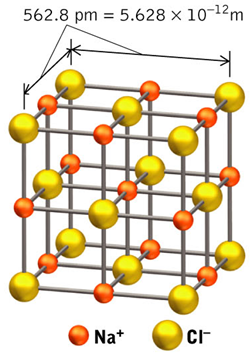 562.8 pm = 5.628 × 10⁻¹²m
Na⁺ Cl⁻